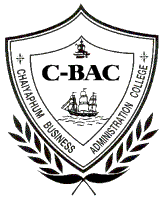 C-BAC
CHAIYAPHUM BUSINESS ADMINISTRATION COLLEGE